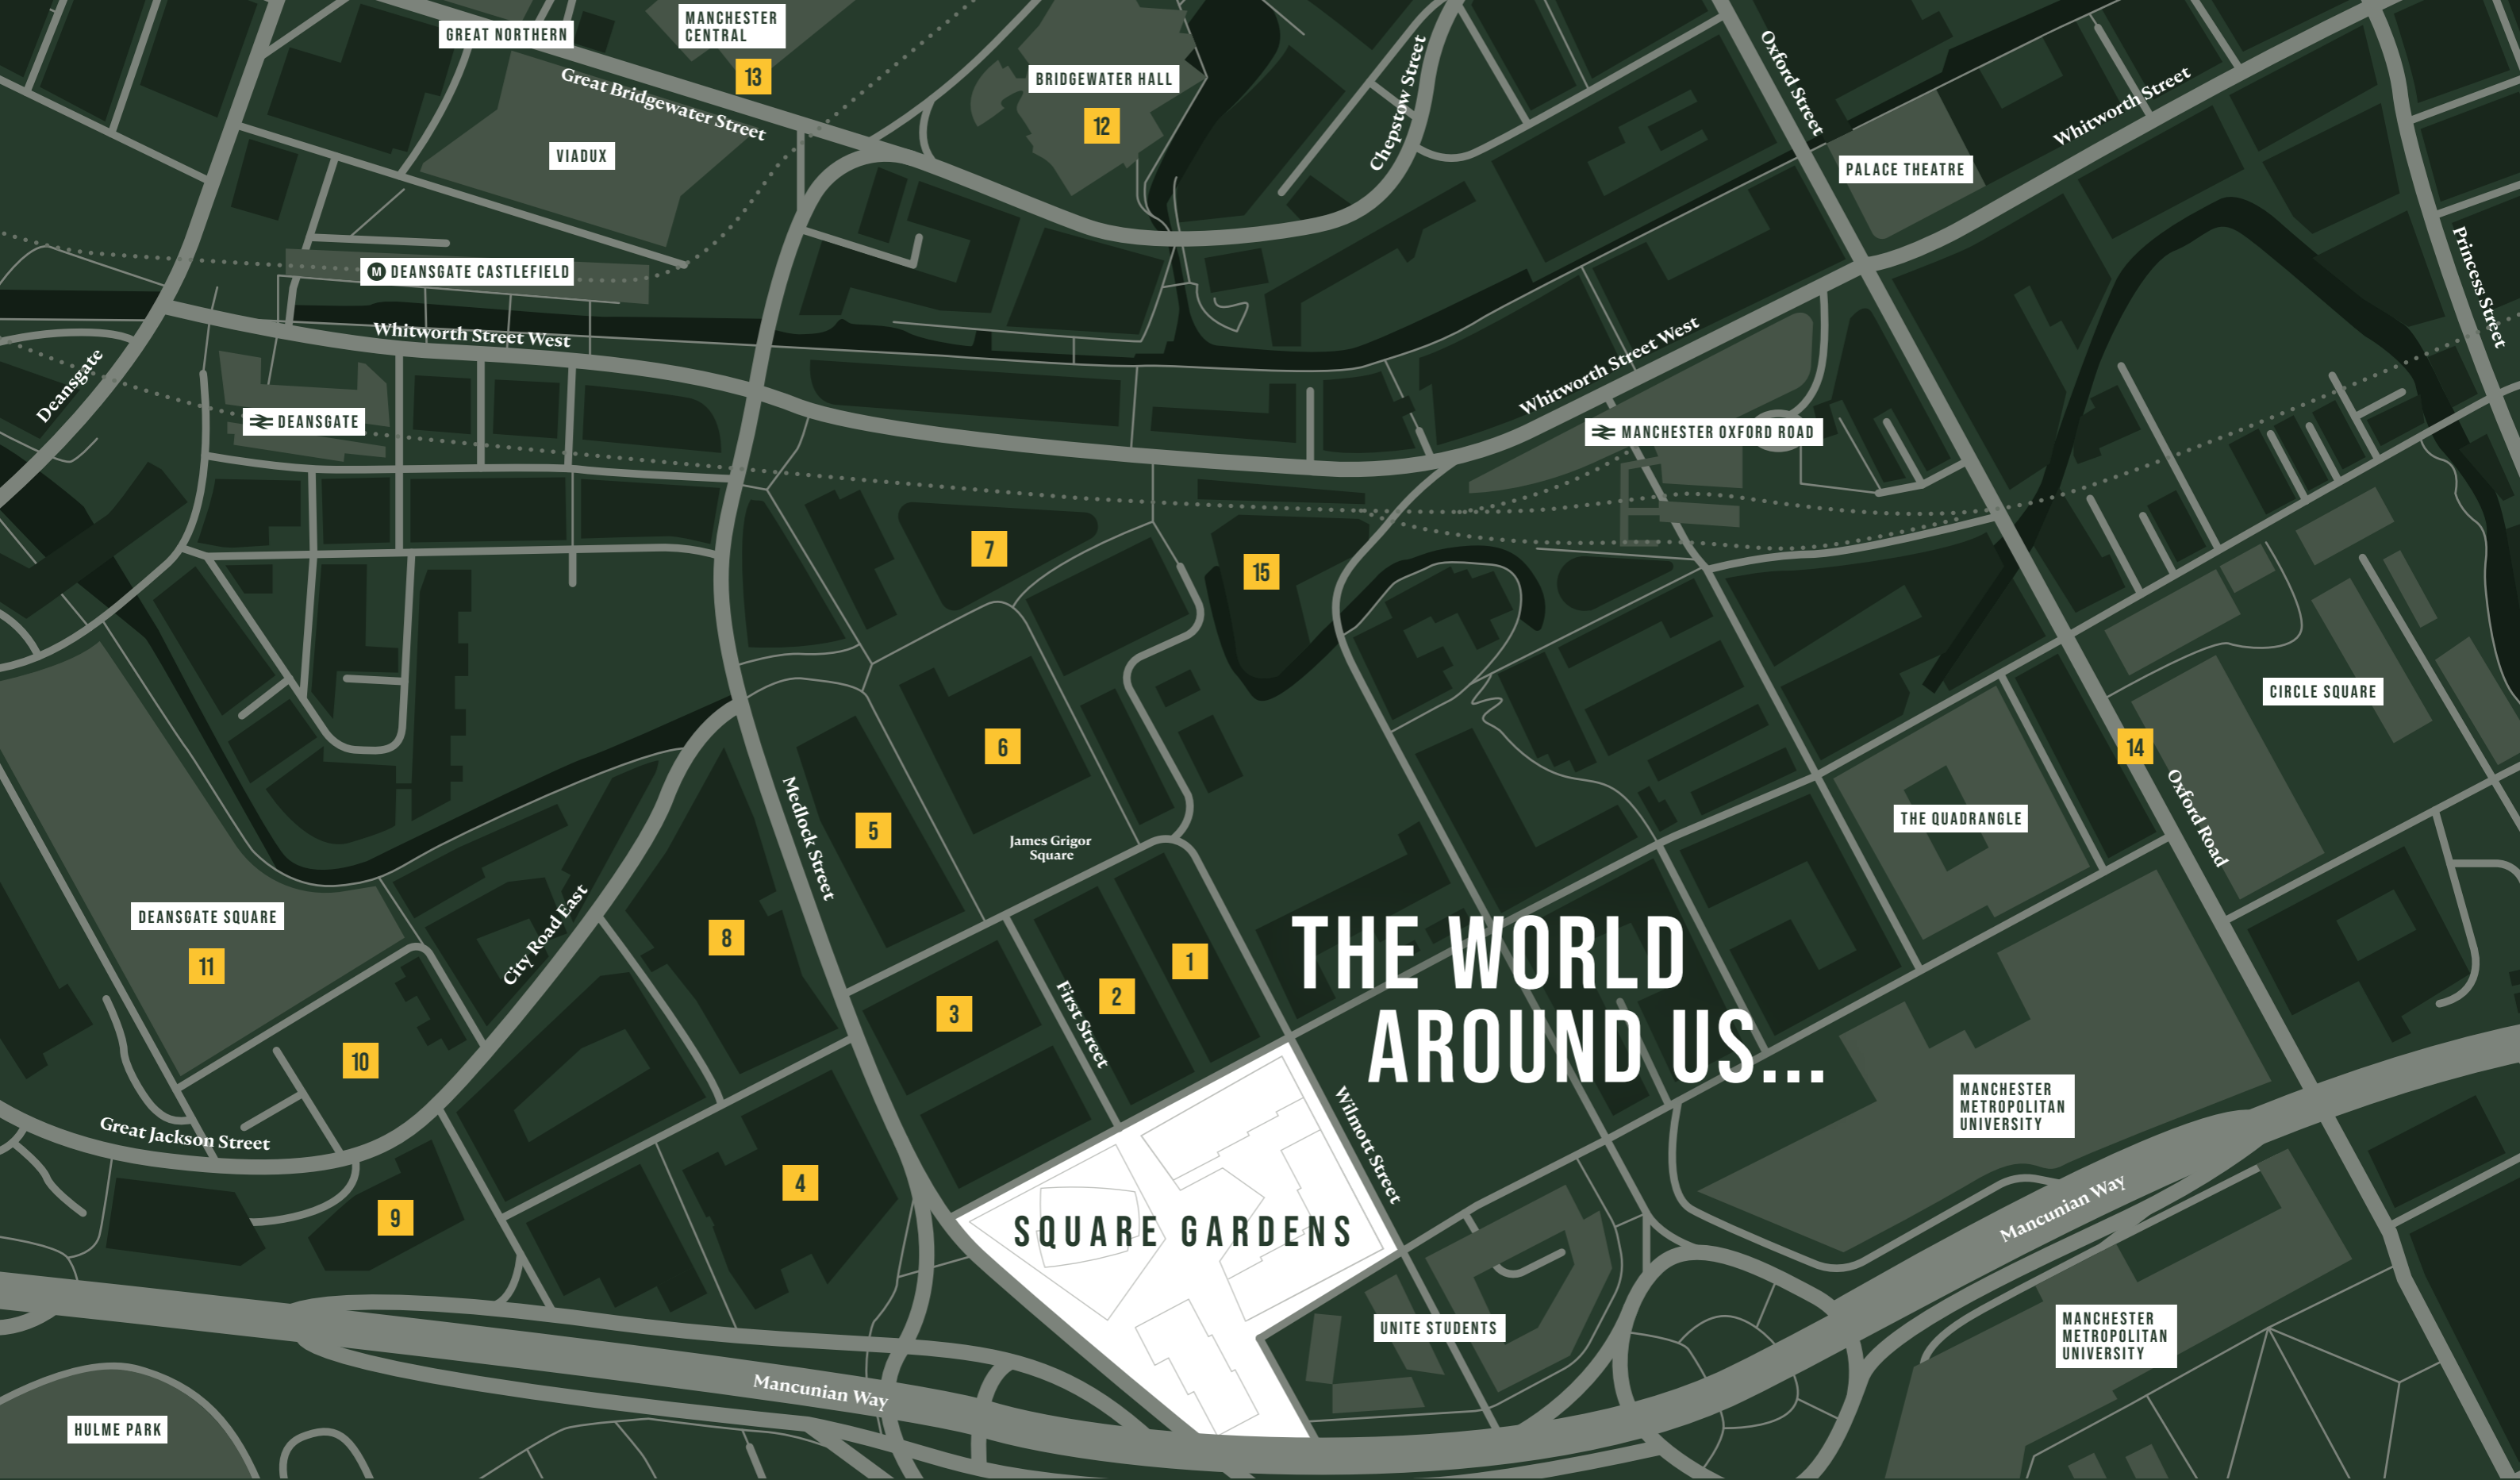 GREAT NORTHERN
MANCHESTER
CENTRAL
13
Great Bridgewater Street
BRIDGEWATER HALL
12
Chepstow Street
Oxford Street
Whitworth Street
VIADUX
PALACE THEATRE
Princess Street
M DEANSGATE CASTLEFIELD
Whitworth Street West
Whitworth Street West
Deansgate
DEANSGATE
MANCHESTER OXFORD ROAD
7
15
6
CIRCLE SQUARE
14
Medlock Street
5
James Grigor
Square
THE QUADRANGLE
Oxford Road
DEANSGATE SQUARE
11
City Road East
8
1
2
3
First Street
THE WORLD
AROUND US...
10
Great Jackson Street
Wilmott Street
MANCHESTER
METROPOLITAN
UNIVERSITY
4
9
SQUARE GARDENS
Mancunian Way
UNITE STUDENTS
MANCHESTER
METROPOLITAN
UNIVERSITY
Mancunian Way
HULME PARK